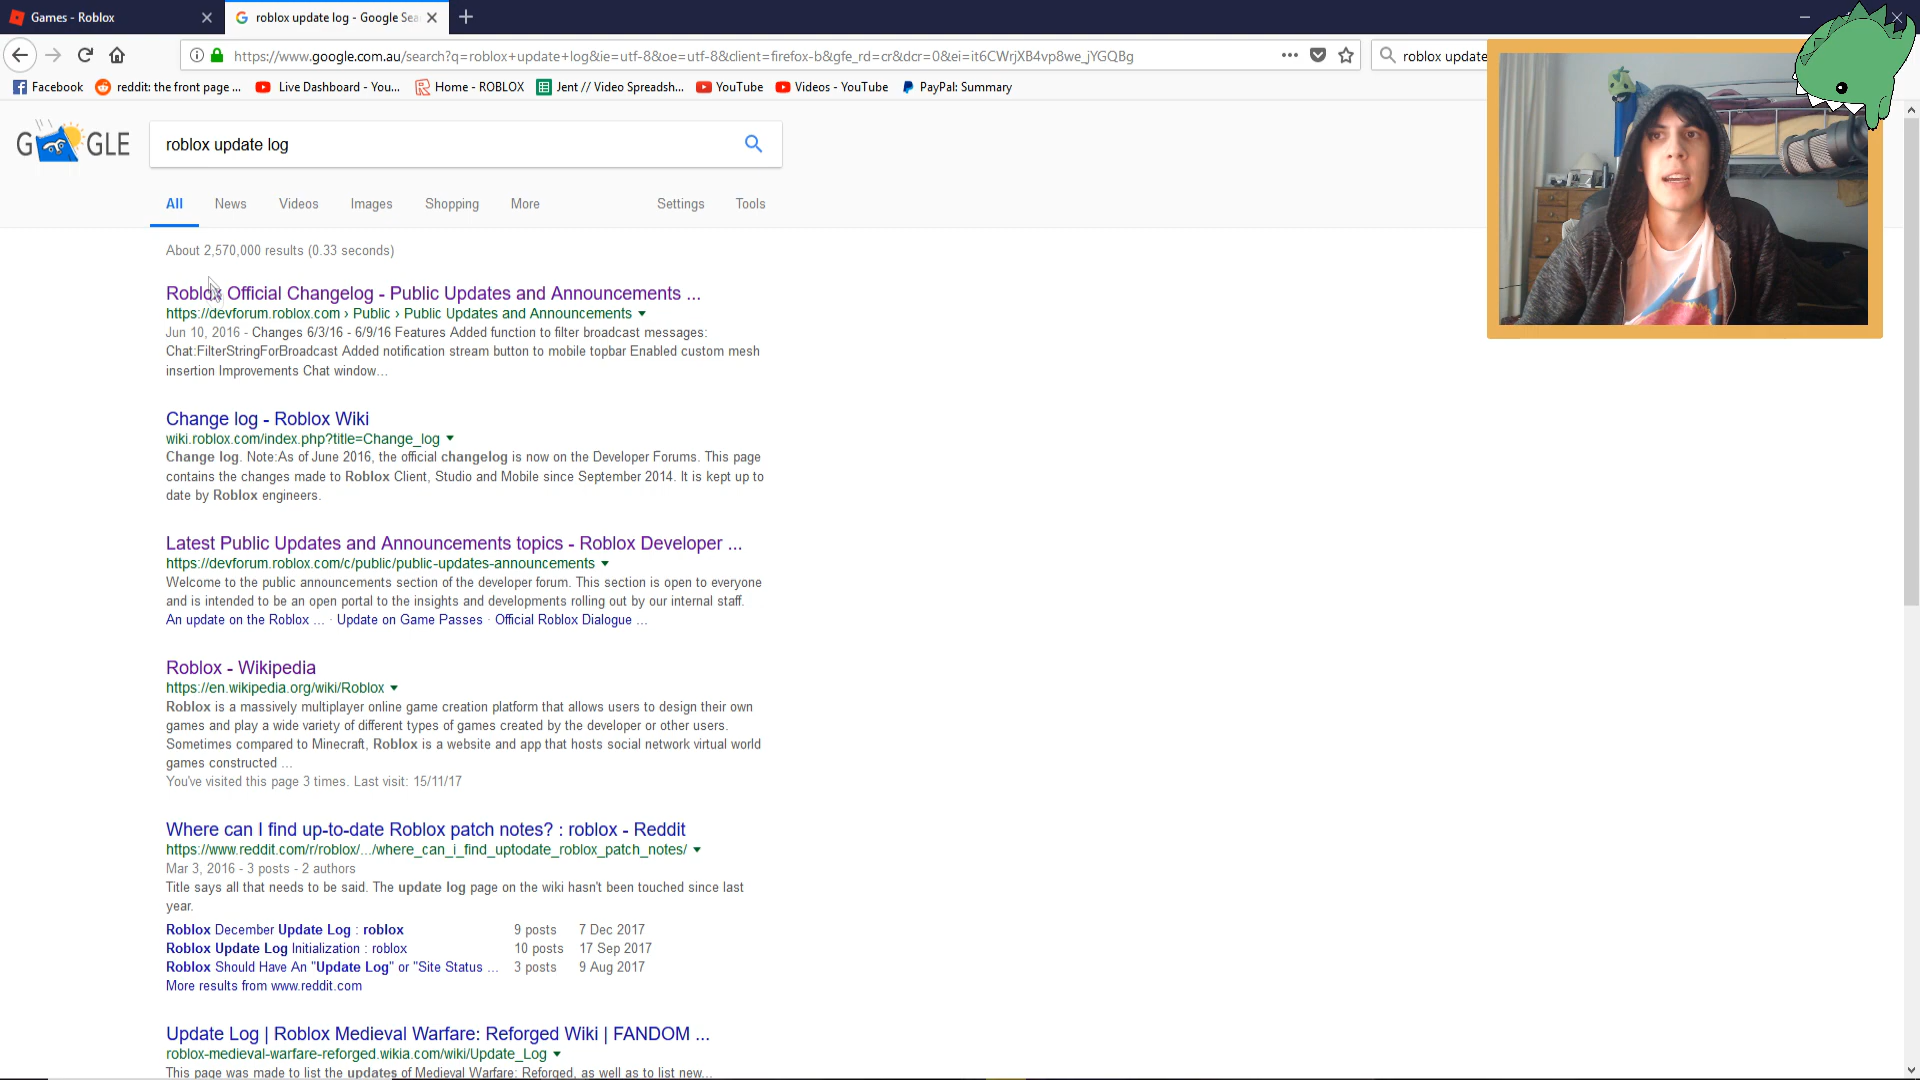 Games - Roblox
roblox update log - Google Sea
https://www.google.com.au/search?q=roblox+update+log&ie=utf-8&oe=utf-8&client=firefox-b&gfe_rd=cr&dcr=0&ei=it6CWrjXB4vp8we_jYGQBg
roblox update
Facebook
reddit: the front page ...
Live Dashboard - You...
Home - ROBLOX
Jent // Video Spreadsh...
YouTube
Videos - YouTube
PayPal: Summary
G GLE
roblox update log
All News Videos Images Shopping More Settings Tools
About 2,570,000 results (0.33 seconds)
Roblox Official Changelog - Public Updates and Announcements ...
https://devforum.roblox.com › Public › Public Updates and Announcements
Jun 10, 2016 - Changes 6/3/16 - 6/9/16 Features Added function to filter broadcast messages:
Chat:FilterStringForBroadcast Added notification stream button to mobile topbar Enabled custom mesh
insertion Improvements Chat window...
Change log - Roblox Wiki
wiki.roblox.com/index.php?title=Change_log
Change log. Note:As of June 2016, the official changelog is now on the Developer Forums. This page
contains the changes made to Roblox Client, Studio and Mobile since September 2014. It is kept up to
date by Roblox engineers.
Latest Public Updates and Announcements topics - Roblox Developer ...
https://devforum.roblox.com/c/public/public-updates-announcements
Welcome to the public announcements section of the developer forum. This section is open to everyone
and is intended to be an open portal to the insights and developments rolling out by our internal staff.
An update on the Roblox ... · Update on Game Passes · Official Roblox Dialogue ...
Roblox - Wikipedia
https://en.wikipedia.org/wiki/Roblox
Roblox is a massively multiplayer online game creation platform that allows users to design their own
games and play a wide variety of different types of games created by the developer or other users.
Sometimes compared to Minecraft, Roblox is a website and app that hosts social network virtual world
games constructed ...
You've visited this page 3 times. Last visit: 15/11/17
Where can I find up-to-date Roblox patch notes? : roblox - Reddit
https://www.reddit.com/r/roblox/.../where_can_i_find_uptodate_roblox_patch_notes/
Mar 3, 2016 - 3 posts - 2 authors
Title says all that needs to be said. The update log page on the wiki hasn't been touched since last
year.
Roblox December Update Log : roblox 9 posts 7 Dec 2017
Roblox Update Log Initialization : roblox 10 posts 17 Sep 2017
Roblox Should Have An "Update Log" or "Site Status ... 3 posts 9 Aug 2017
More results from www.reddit.com
Update Log | Roblox Medieval Warfare: Reforged Wiki | FANDOM ...
roblox-medieval-warfare-reforged.wikia.com/wiki/Update_Log
This page was made to list the updates of Medieval Warfare: Reforged, as well as to list new...